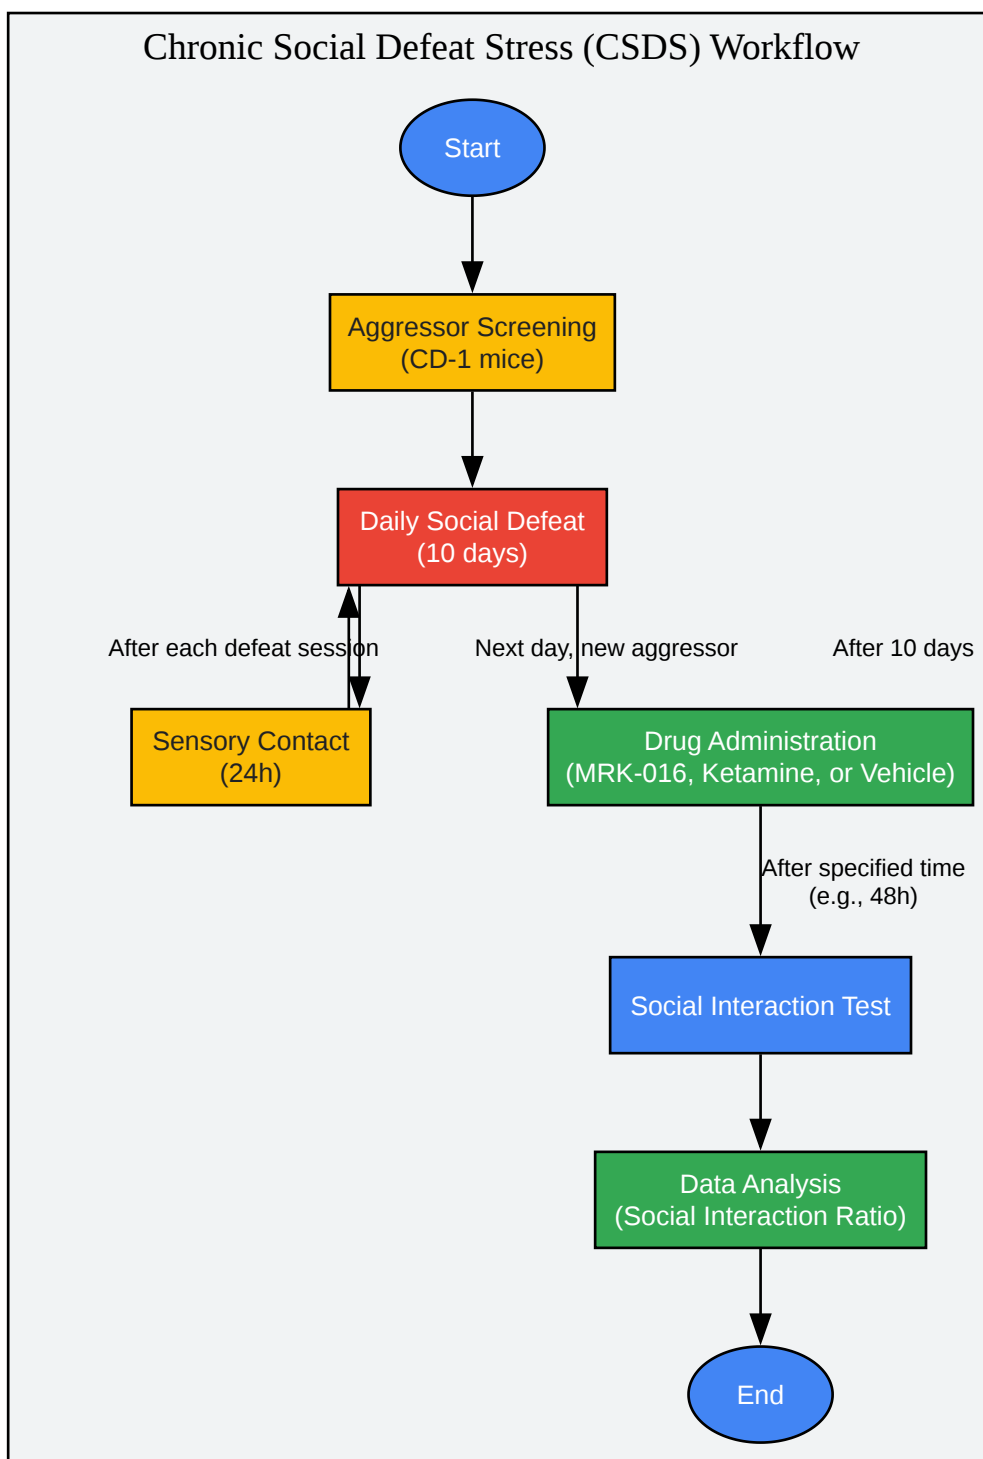 Chronic Social Defeat Stress (CSDS) Workflow
Start
Aggressor Screening
(CD-1 mice)
Daily Social Defeat
(10 days)
After each defeat session
Next day, new aggressor
After 10 days
Sensory Contact
(24h)
Drug Administration
(MRK-016, Ketamine, or Vehicle)
After specified time
(e.g., 48h)
Social Interaction Test
Data Analysis
(Social Interaction Ratio)
End